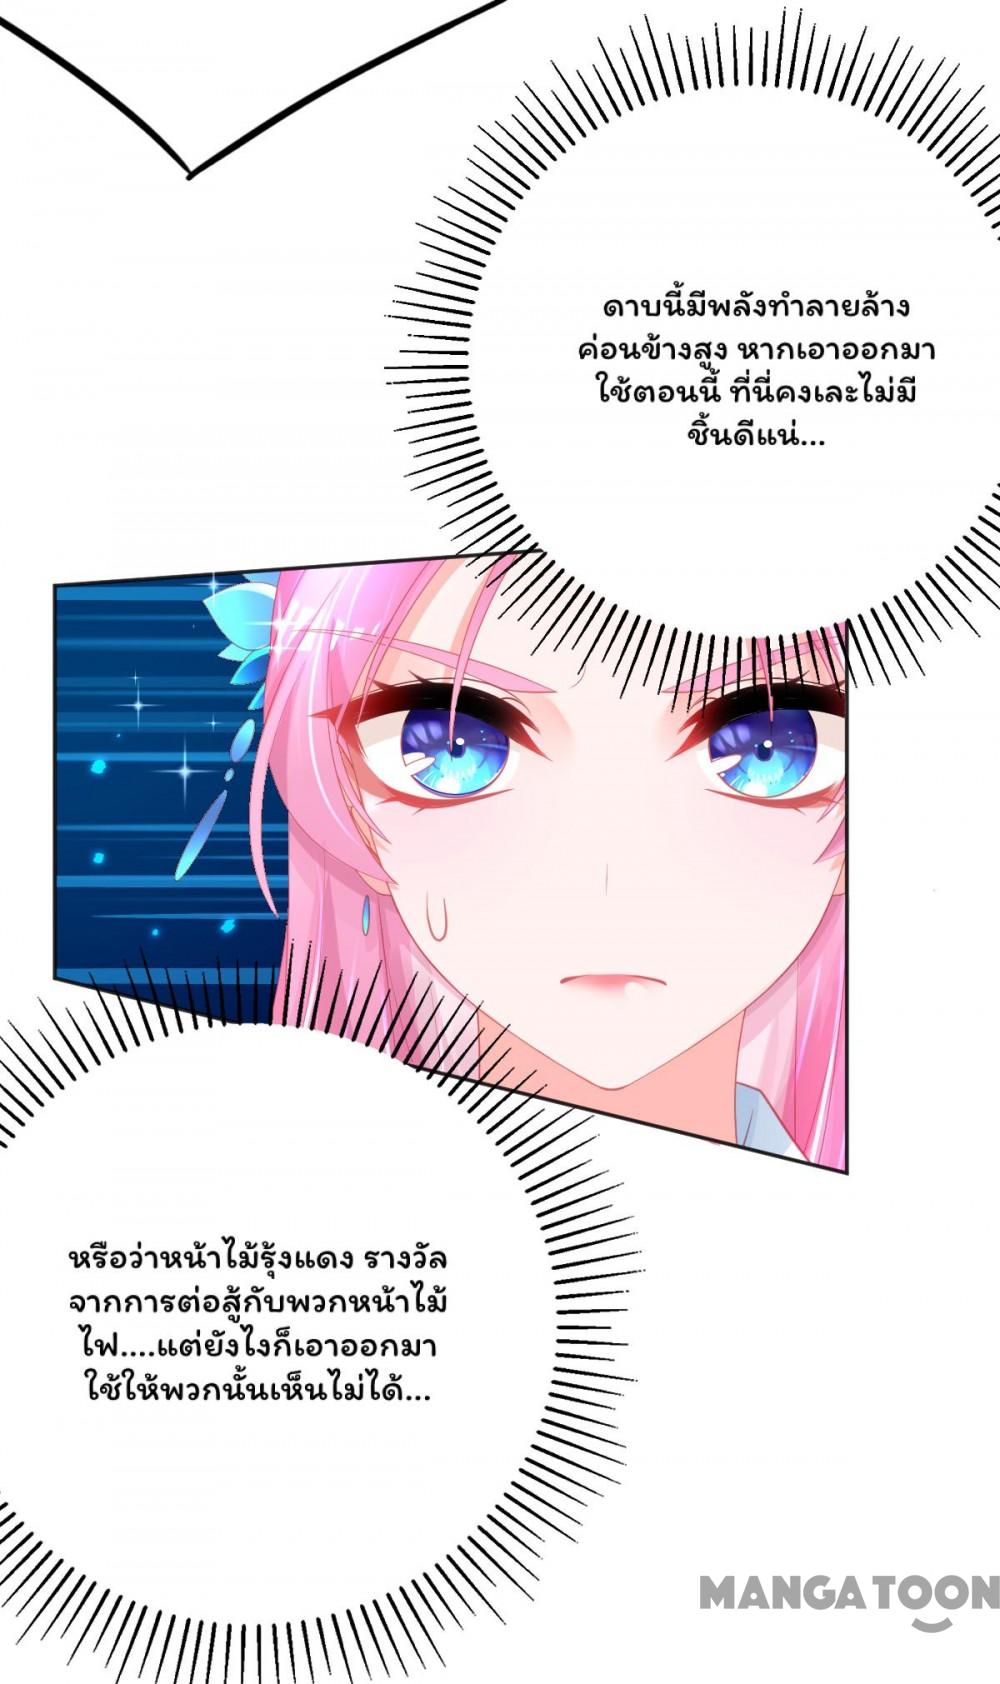 ดาบนี้มีพลังทำลายล้าง
ค่อนข้างสูง หากเอาออกมา
ใช้ตอนนี้ ที่นี่คงเละไม่มี
ชิ้นดีแน่...
หรือว่าหน้าไม้รุ้งแดง รางวัล
จากการต่อสู้กับพวกหน้าไม้
ไฟ....แต่ยังไงก็เอาออกมา
ใช้ให้พวกนั้นเห็นไม่ได้...
MANGATOON